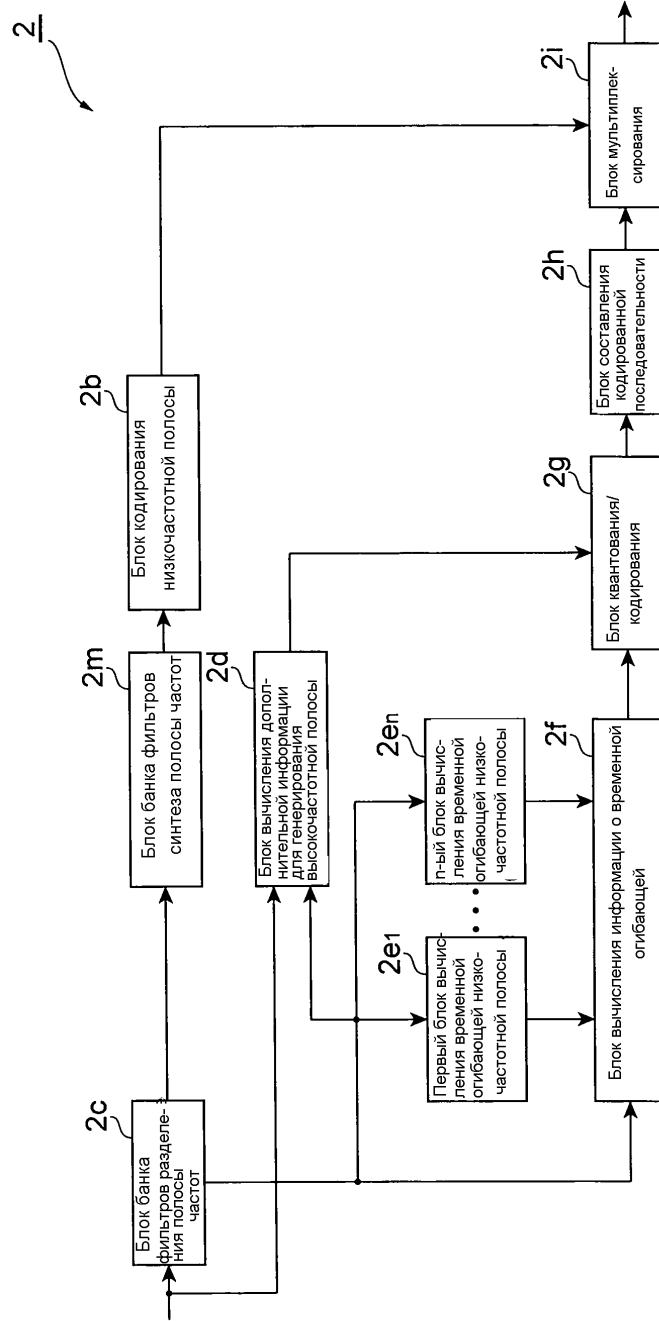 2
2c
Блок банка
фильтров разделе-
ния полосы
частот
2m
Блок банка фильтров
синтеза полосы частот
2b
Блок кодирования
низкочастотной полосы
2d
Блок вычисления допол-
нительной информации
для генерирования
высокочастотной полосы
2e1
Первый блок вычис-
ления временной
огибающей низко-
частотной полосы
2en
n-ый блок вычис-
ления временной
огибающей низко-
частотной полосы
2f
Блок вычисления информации о временной
огибающей
2g
Блок квантования/
кодирования
2h
Блок составления
кодированной
последовательности
2i
Блок мультиплек-
сирования